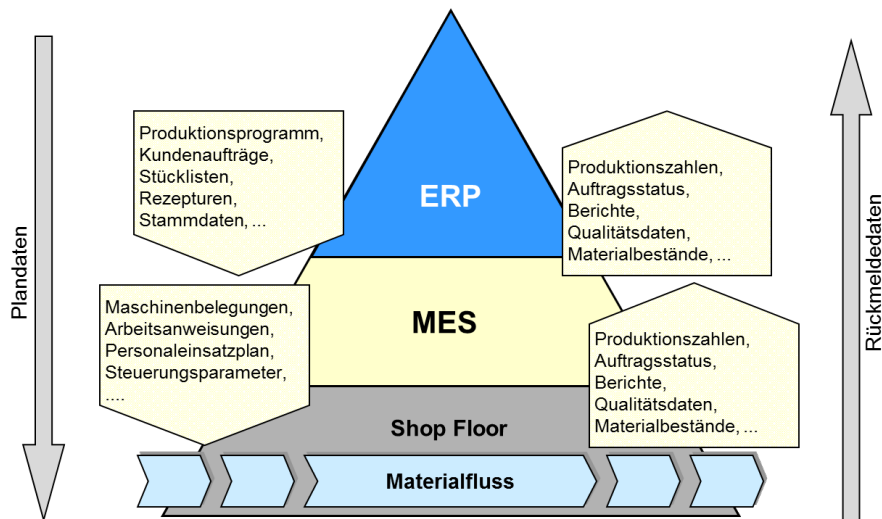 Plandaten
Produktionsprogramm,
Kundenaufträge,
Stücklisten,
Rezepturen,
Stammdaten, ...
ERP
Produktionszahlen,
Auftragsstatus,
Berichte,
Qualitätsdaten,
Materialbestände, ...
Maschinenbelegungen,
Arbeitsanweisungen,
Personaleinsatzplan,
Steuerungsparameter,
....
MES
Produktionszahlen,
Auftragsstatus,
Berichte,
Qualitätsdaten,
Materialbestände, ...
Shop Floor
Materialfluss
Rückmeldedaten